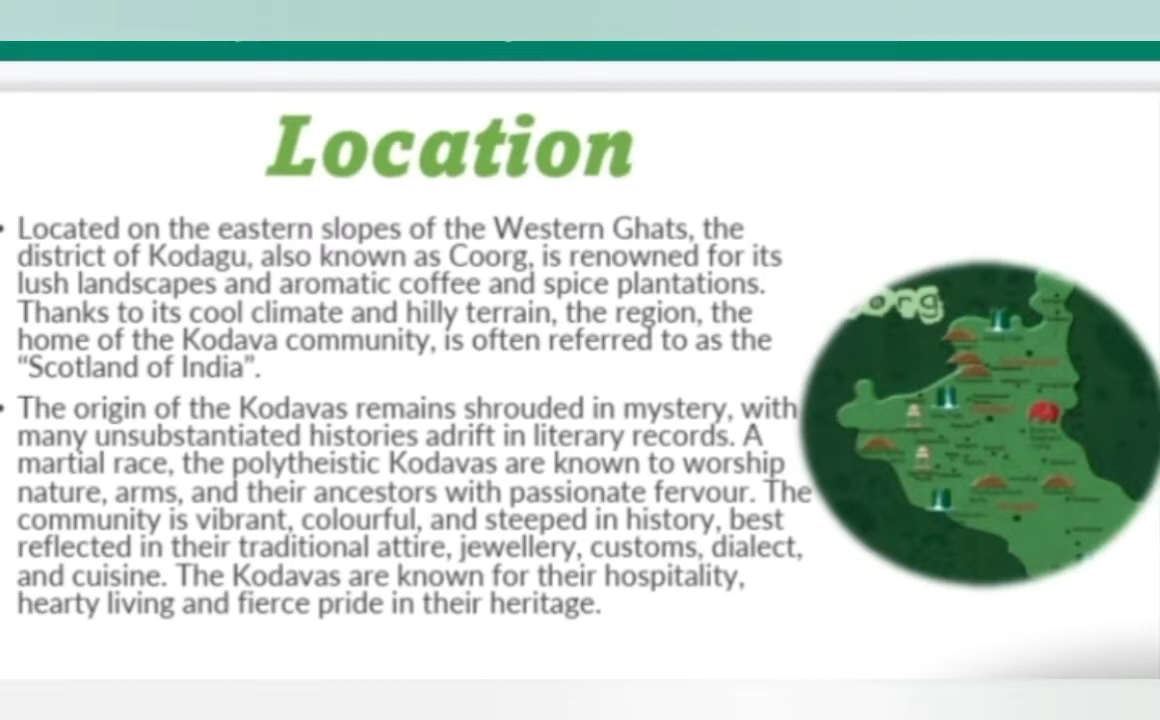 Location
• Located on the eastern slopes of the Western Ghats, the
district of Kodagu, also known as Coorg, is renowned for its
lush landscapes and aromatic coffee and spice plantations.
Thanks to its cool climate and hilly terrain, the region, the
home of the Kodava community, is often referred to as the
“Scotland of India”.
• The origin of the Kodavas remains shrouded in mystery, with
many unsubstantiated histories adrift in literary records. A
martial race, the polytheistic Kodavas are known to worship
nature, arms, and their ancestors with passionate fervour. The
community is vibrant, colourful, and steeped in history, best
reflected in their traditional attire, jewellery, customs, dialect,
and cuisine. The Kodavas are known for their hospitality,
hearty living and fierce pride in their heritage.
org